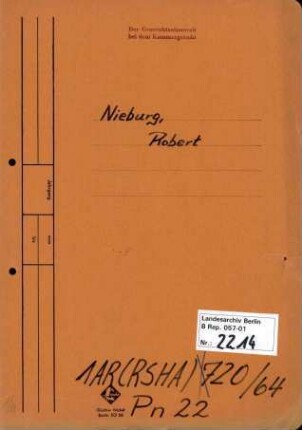 Der Generalstaatsanwalt
bei dem Kammergericht
Nieburg,
Robert
Landesarchiv Berlin
B Rep. 057-01
Nr.: 2214
1AR (RSHA) 720/64
Pn 22